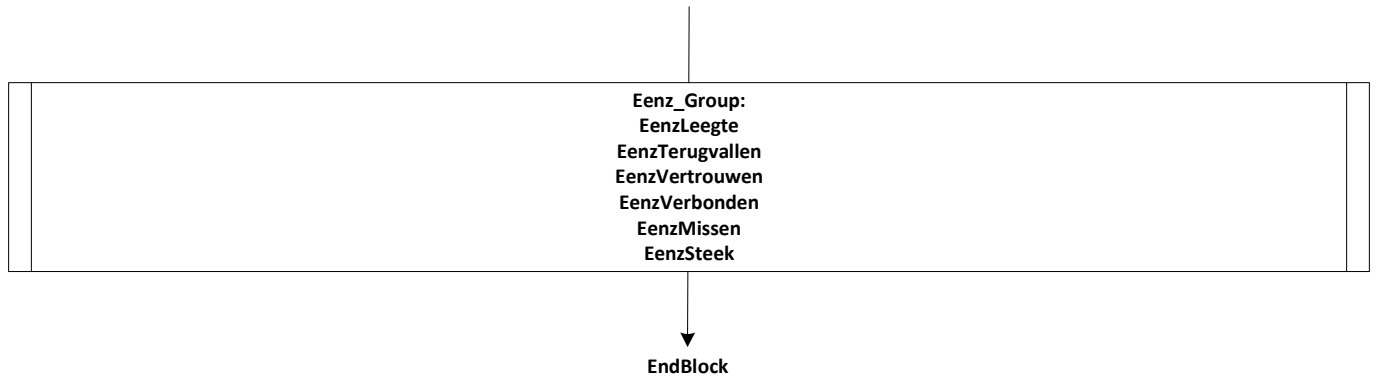 Eenz_Group:
EenzLeegte
EenzTerugvallen
EenzVertrouwen
EenzVerbonden
EenzMissen
EenzSteek
EndBlock